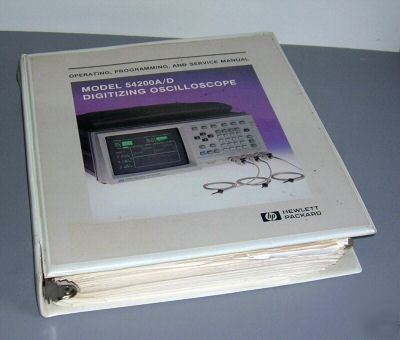 OPERATING, PROGRAMMING, AND SERVICE MANUAL
MODEL 54200A/D
DIGITIZING OSCILLOSCOPE
hp HEWLETT
PACKARD